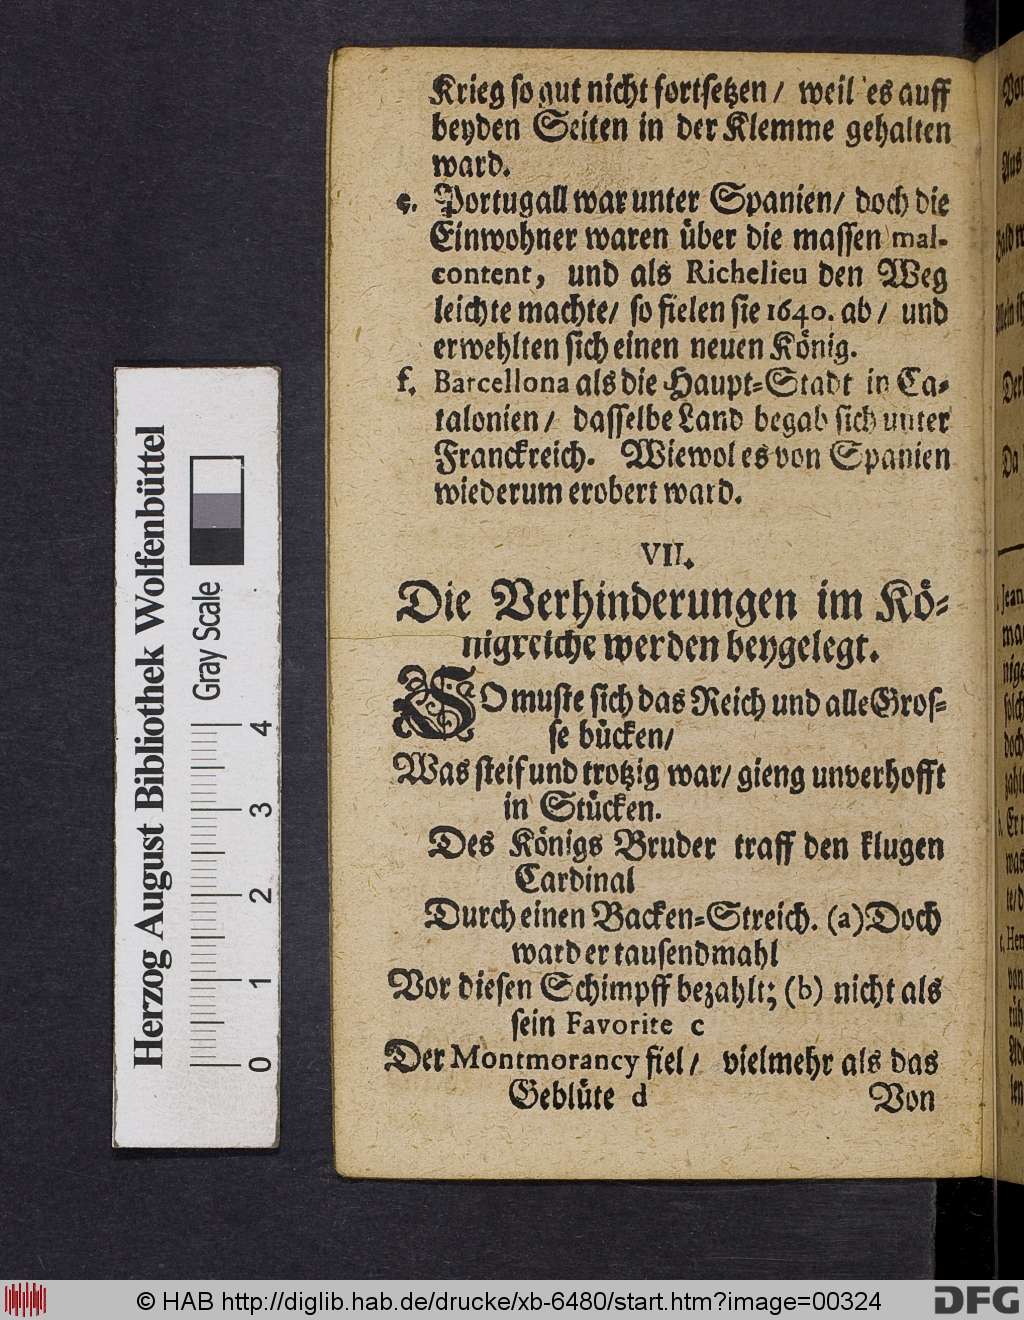 Krieg so gut nicht fortsetzen / weil es auff
beyden Seiten in der Klemme gehalten
ward.
e. Portugall war unter Spanien / doch die
Einwohner waren über die massen mal-
content, und als Richelieu den Weg
leichte machte / so fielen sie 1640. ab / und
erwehlten sich einen neuen König.
f. Barcellona als die Haupt-Stadt in Ca-
talonien / dasselbe Land begab sich unter
Franckreich. Wiewol es von Spanien
wiederum erobert ward.
VII.
Die Verhinderungen im Kö-
nigreiche werden beygelegt.
SO muste sich das Reich und alle Gros-
se bücken /
Was steif und trotzig war / gieng unverhofft
in Stücken.
Des Königs Bruder traff den klugen
Cardinal
Durch einen Backen-Streich. (a) Doch
ward er tausendmahl
Vor diesen Schimpff bezahlt; (b) nicht als
sein Favorite c
Der Montmorancy fiel / vielmehr als das
Geblüte d
Von
Herzog August Bibliothek Wolfenbüttel
Gray Scale
0 1 2 3 4
© HAB http://diglib.hab.de/drucke/xb-6480/start.htm?image=00324
DFG